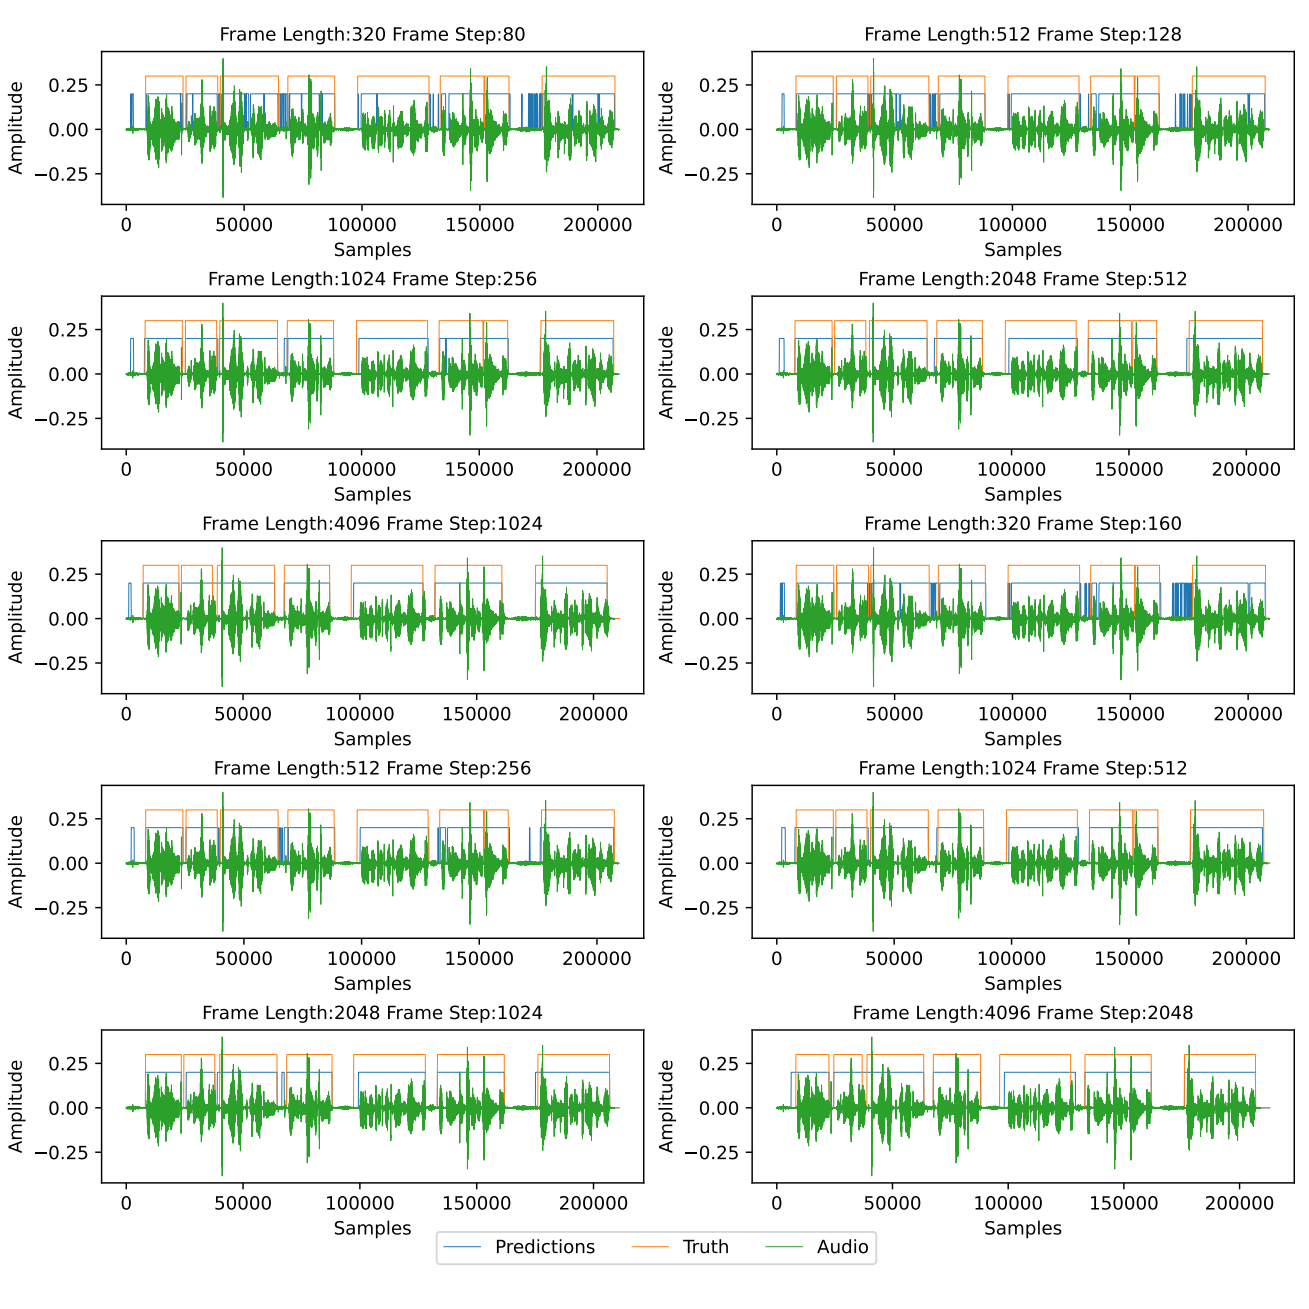 Frame Length:320 Frame Step:80
Frame Length:512 Frame Step:128
Amplitude
0.25
0.00
−0.25
0 50000 100000 150000 200000
Samples
Amplitude
0.25
0.00
−0.25
0 50000 100000 150000 200000
Samples
Frame Length:1024 Frame Step:256
Frame Length:2048 Frame Step:512
Amplitude
0.25
0.00
−0.25
0 50000 100000 150000 200000
Samples
Amplitude
0.25
0.00
−0.25
0 50000 100000 150000 200000
Samples
Frame Length:4096 Frame Step:1024
Frame Length:320 Frame Step:160
Amplitude
0.25
0.00
−0.25
0 50000 100000 150000 200000
Samples
Amplitude
0.25
0.00
−0.25
0 50000 100000 150000 200000
Samples
Frame Length:512 Frame Step:256
Frame Length:1024 Frame Step:512
Amplitude
0.25
0.00
−0.25
0 50000 100000 150000 200000
Samples
Amplitude
0.25
0.00
−0.25
0 50000 100000 150000 200000
Samples
Frame Length:2048 Frame Step:1024
Frame Length:4096 Frame Step:2048
Amplitude
0.25
0.00
−0.25
0 50000 100000 150000 200000
Samples
Amplitude
0.25
0.00
−0.25
0 50000 100000 150000 200000
Samples
Predictions Truth Audio